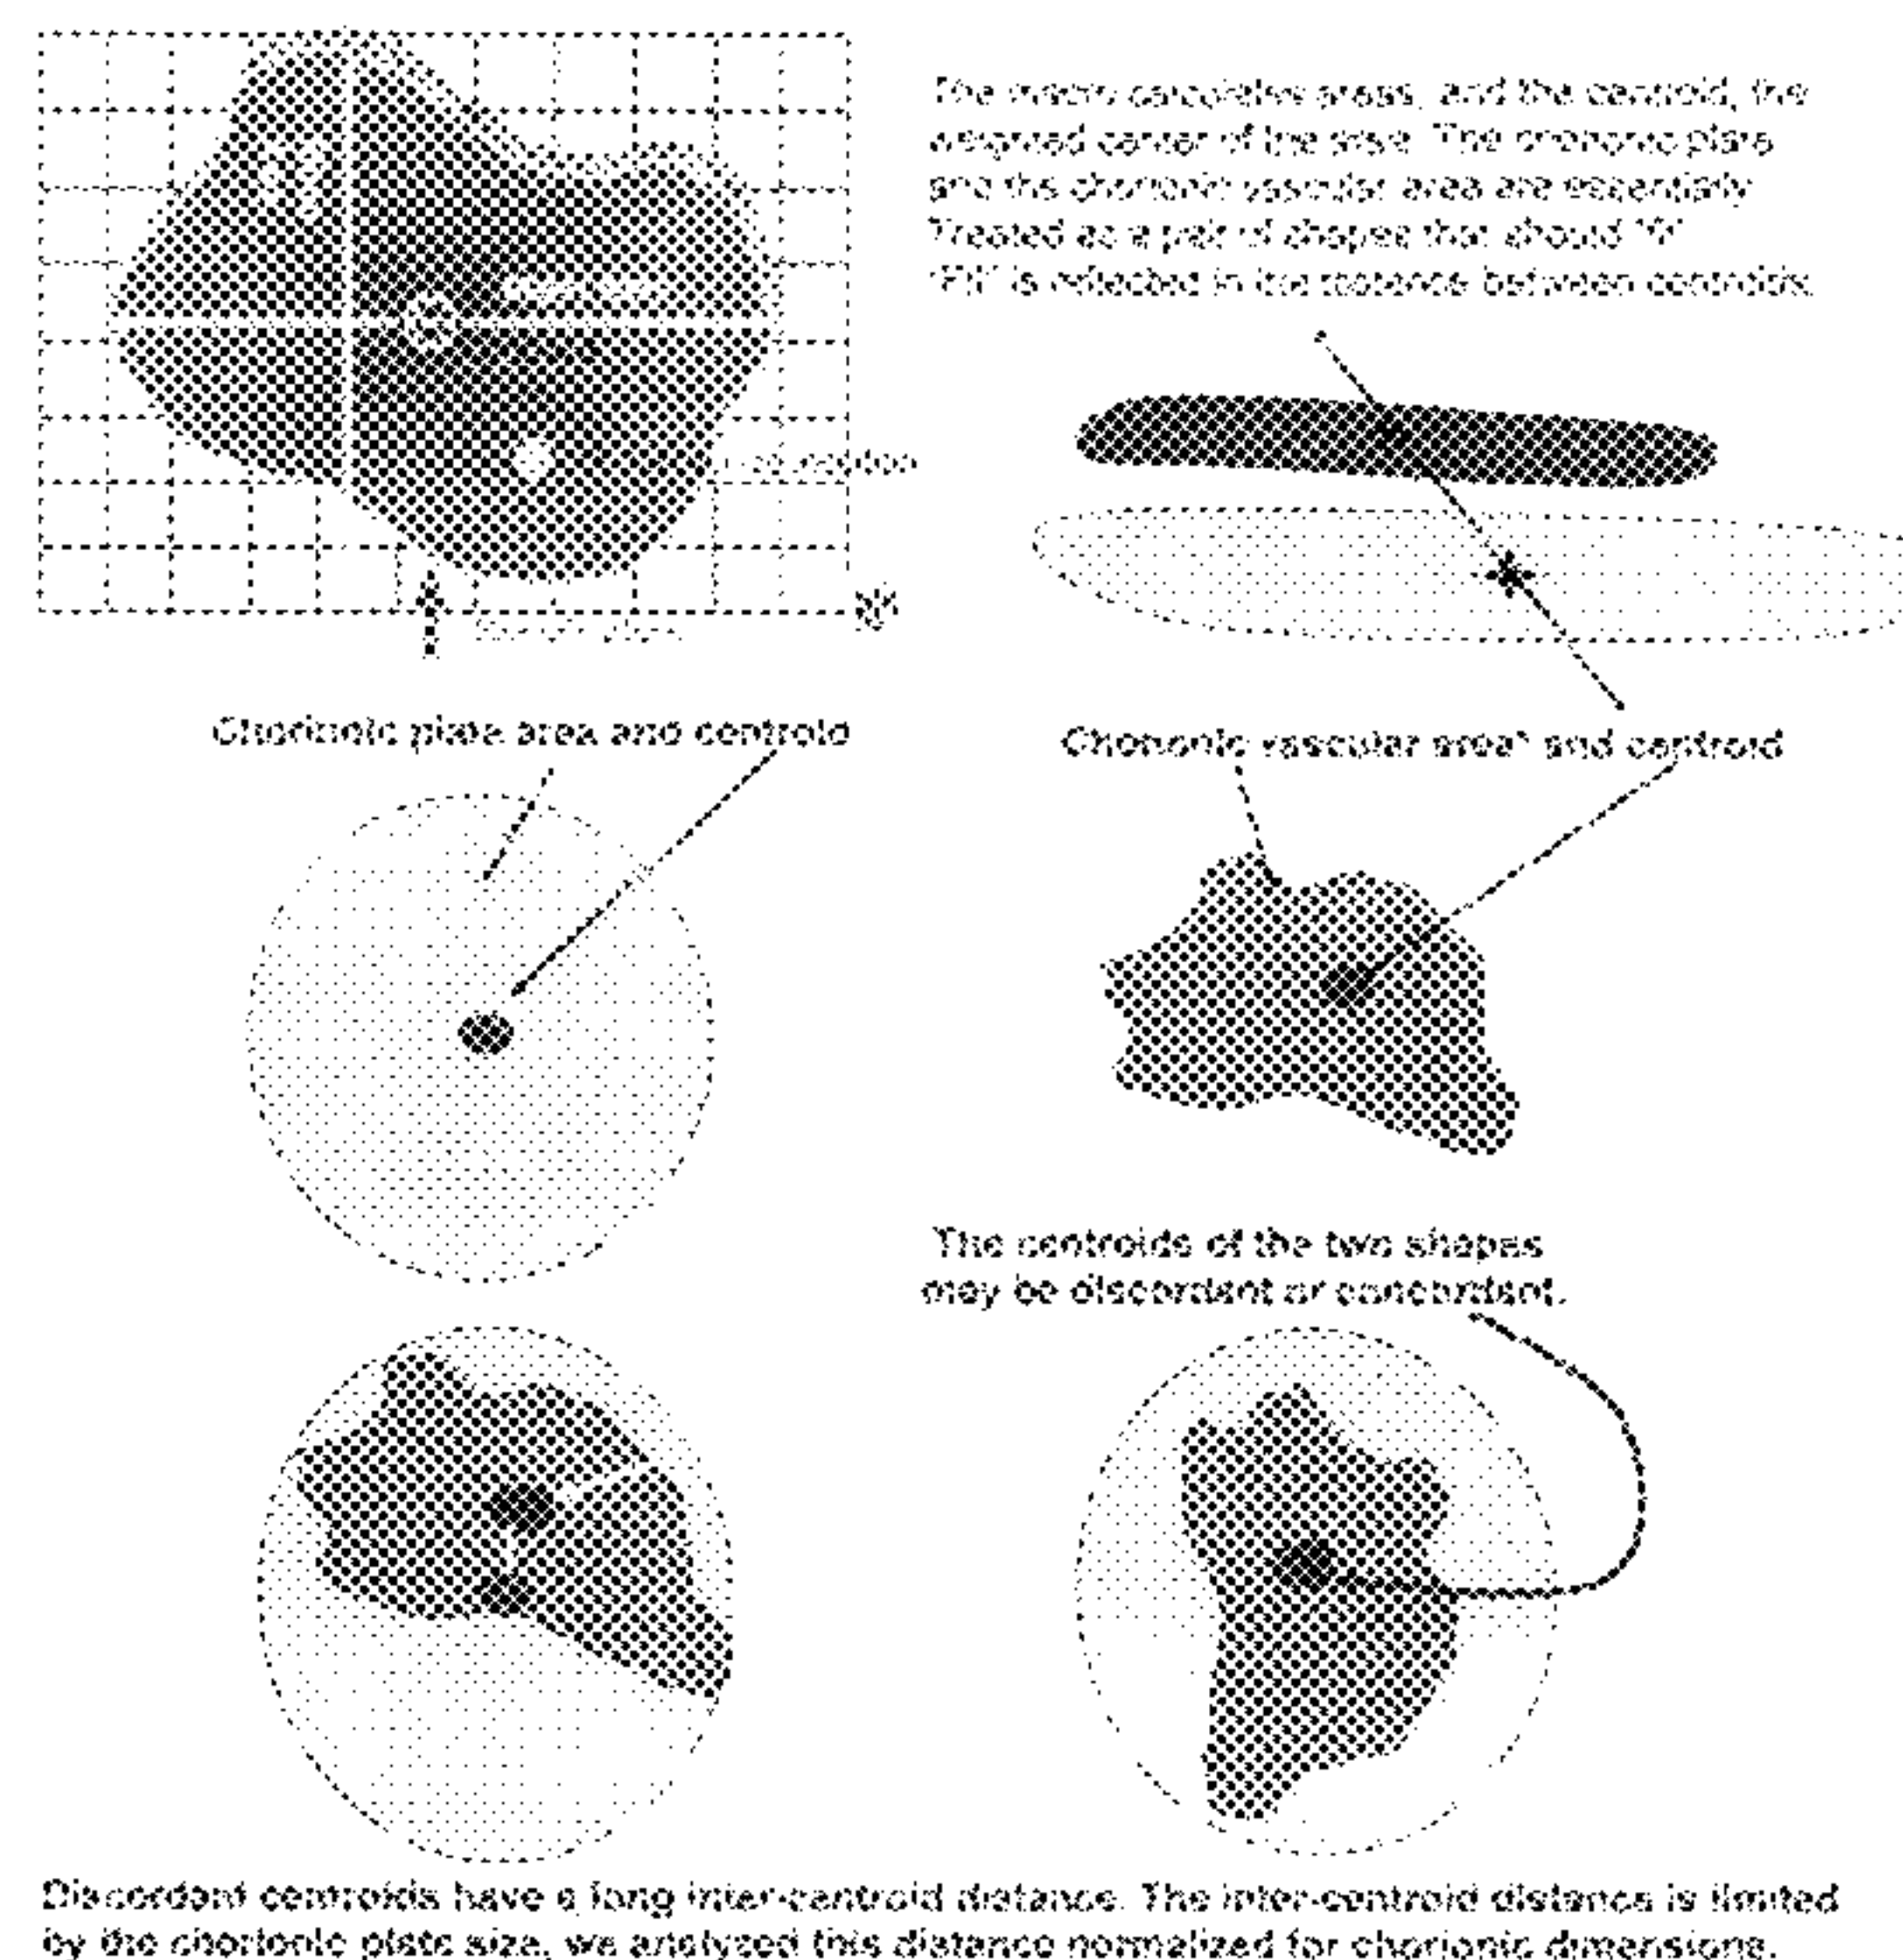 The macro calculates areas, and the centroid, the
weighted center of the area. The chorionic plate
and the chorionic vascular area are essentially
Treated as a pair of shapes that should "fit"
"Fit" is reflected in the distance between centroids.
Chorionic plate area and centroid
Chorionic vascular area* and centroid
The centroids of the two shapes
may be discordant or concordant.
Discordant centroids have a long inter-centroid distance. The inter-centroid distance is limited
by the chorionic plate size, we analyzed this distance normalized for chorionic dimensions.